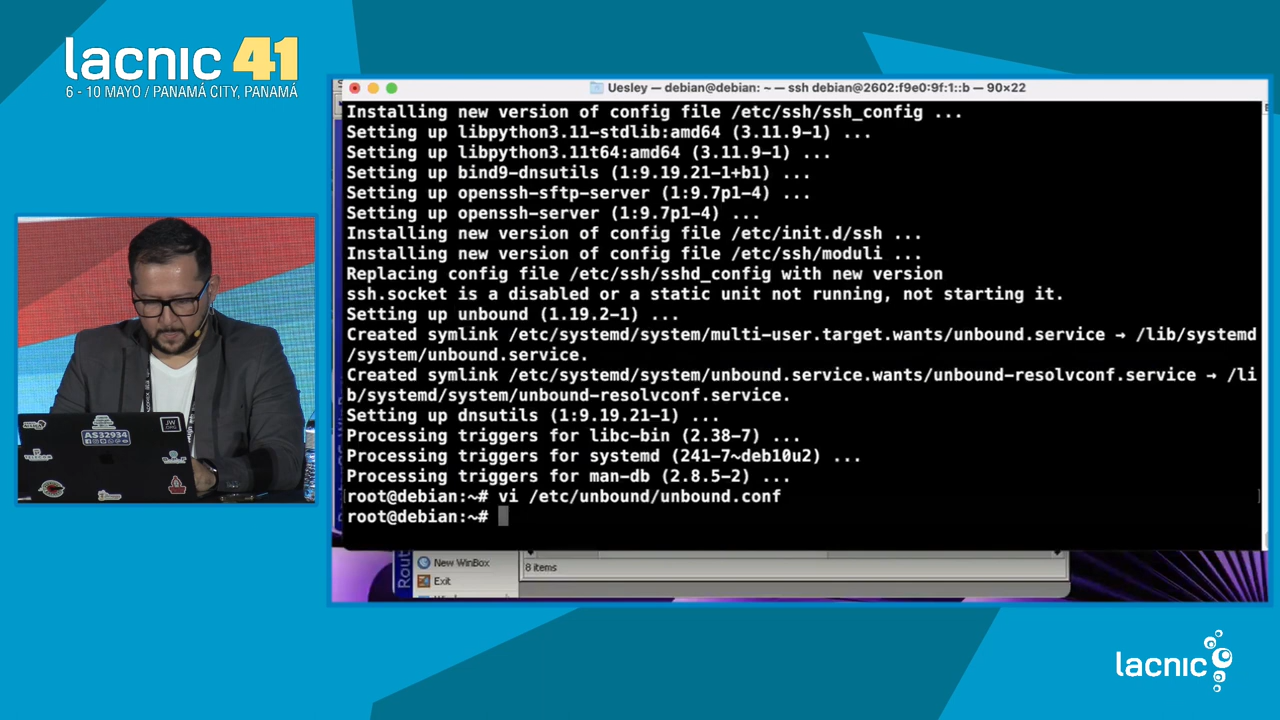 lacnic 41
6 - 10 MAYO / PANAMÁ CITY, PANAMÁ
Uesley — debian@debian: ~ — ssh debian@2602:f9e0:9f:1::b — 90×22
Installing new version of config file /etc/ssh/ssh_config ...
Setting up libpython3.11-stdlib:amd64 (3.11.9-1) ...
Setting up libpython3.11t64:amd64 (3.11.9-1) ...
Setting up bind9-dnsutils (1:9.19.21-1+b1) ...
Setting up openssh-sftp-server (1:9.7p1-4) ...
Setting up openssh-server (1:9.7p1-4) ...
Installing new version of config file /etc/init.d/ssh ...
Installing new version of config file /etc/ssh/moduli ...
Replacing config file /etc/ssh/sshd_config with new version
ssh.socket is a disabled or a static unit not running, not starting it.
Setting up unbound (1.19.2-1) ...
Created symlink /etc/systemd/system/multi-user.target.wants/unbound.service → /lib/systemd
/system/unbound.service.
Created symlink /etc/systemd/system/unbound.service.wants/unbound-resolvconf.service → /li
b/systemd/system/unbound-resolvconf.service.
Setting up dnsutils (1:9.19.21-1) ...
Processing triggers for libc-bin (2.38-7) ...
Processing triggers for systemd (241-7~deb10u2) ...
Processing triggers for man-db (2.8.5-2) ...
root@debian:~# vi /etc/unbound/unbound.conf
root@debian:~#
New WinBox
Exit
8 items
Rout
AS32934
JW
lacnic